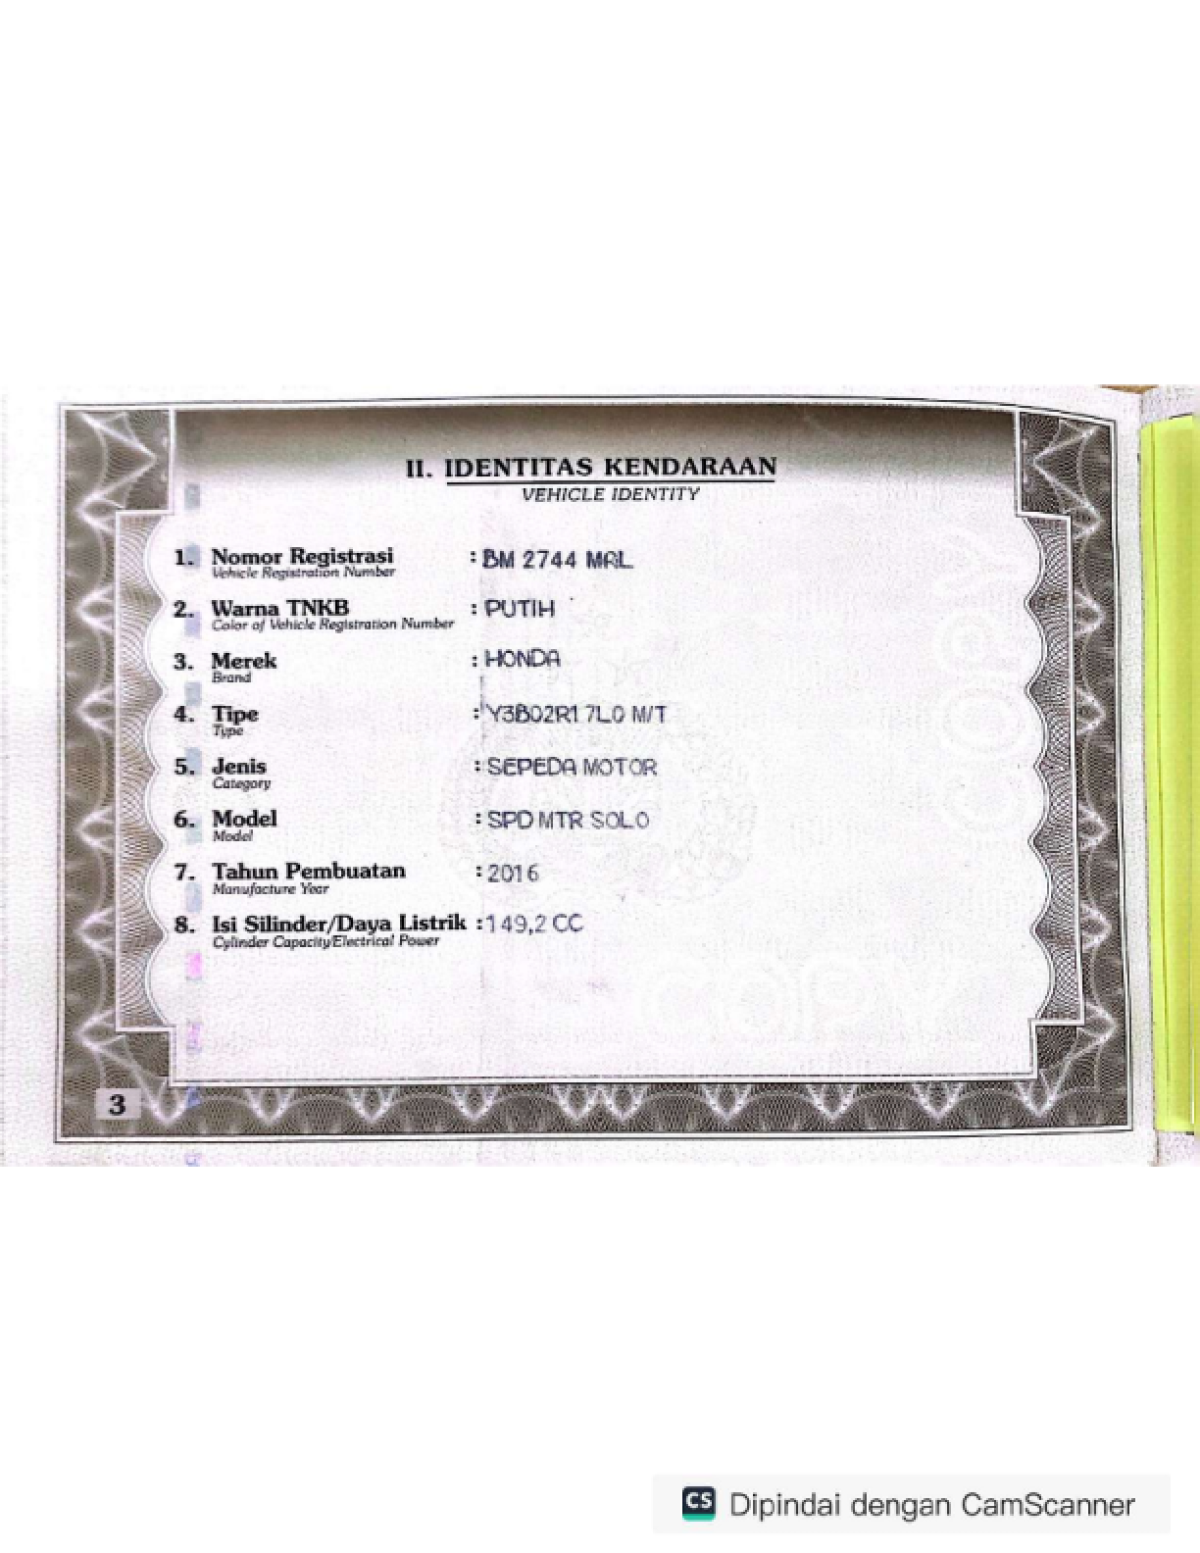 II. IDENTITAS KENDARAAN
VEHICLE IDENTITY
1. Nomor Registrasi : BM 2744 MAL
Vehicle Registration Number
2. Warna TNKB : PUTIH
Color of Vehicle Registration Number
3. Merek : HONDA
Brand
4. Tipe : Y3B02R17L0 M/T
Type
5. Jenis : SEPEDA MOTOR
Category
6. Model : SPD MTR SOLO
Model
7. Tahun Pembuatan : 2016
Manufacture Year
8. Isi Silinder/Daya Listrik : 149,2 CC
Cylinder Capacity/Electrical Power
COPY
COPY
3
CS Dipindai dengan CamScanner